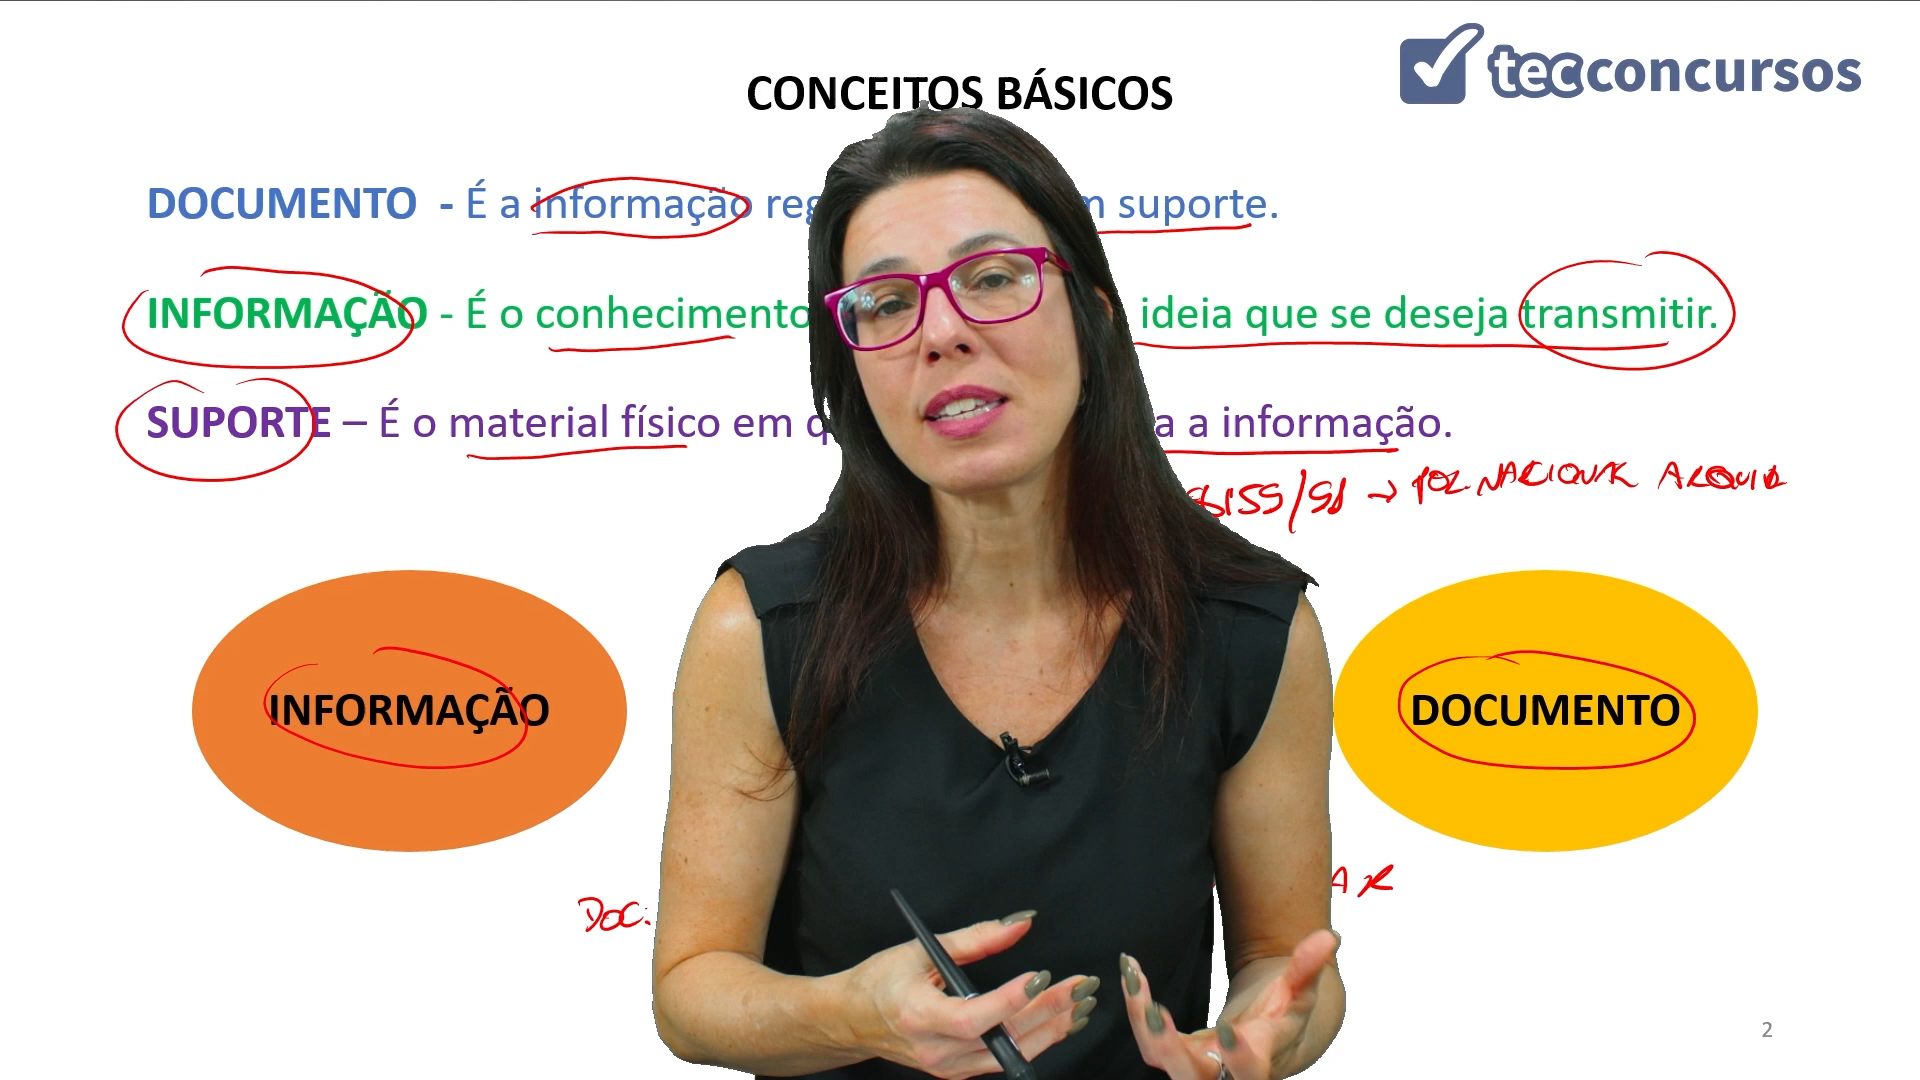 tecconcursos
CONCEITOS BÁSICOS
DOCUMENTO - É a informação reg m suporte.
INFORMAÇÃO - É o conhecimento ideia que se deseja transmitir.
SUPORTE – É o material físico em q a a informação.
INFORMAÇÃO
DOCUMENTO
DOC:
2